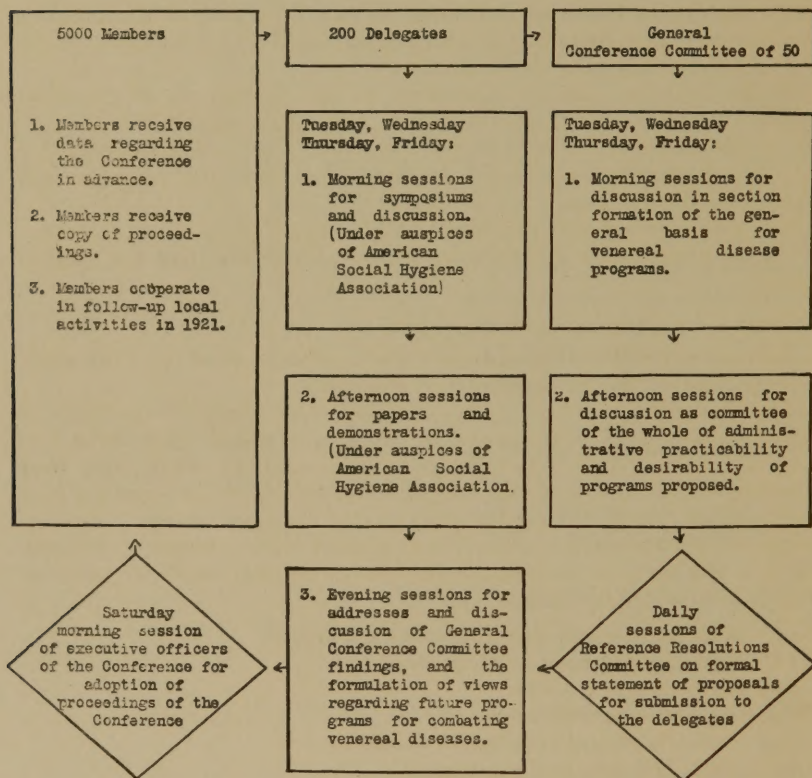 5000 Members
1. Members receive
data regarding
the Conference
in advance.
2. Members receive
copy of proceed-
ings.
3. Members coöperate
in follow-up local
activities in 1921.
200 Delegates
Tuesday, Wednesday
Thursday, Friday:
1. Morning sessions
for symposiums
and discussion.
(Under auspices
of American
Social Hygiene
Association)
2. Afternoon sessions
for papers and
demonstrations.
(Under auspices of
American Social
Hygiene Association.
3. Evening sessions for
addresses and dis-
cussion of General
Conference Committee
findings, and the
formulation of views
regarding future pro-
grams for combating
venereal diseases.
General
Conference Committee of 50
Tuesday, Wednesday
Thursday, Friday:
1. Morning sessions for
discussion in section
formation of the gen-
eral basis for
venereal disease
programs.
2. Afternoon sessions for
discussion as committee
of the whole of adminis-
trative practicability
and desirability of
programs proposed.
Daily
sessions of
Reference Resolutions
Committee on formal
statement of proposals
for submission to
the delegates
Saturday
morning session
of executive officers
of the Conference for
adoption of
proceedings of the
Conference